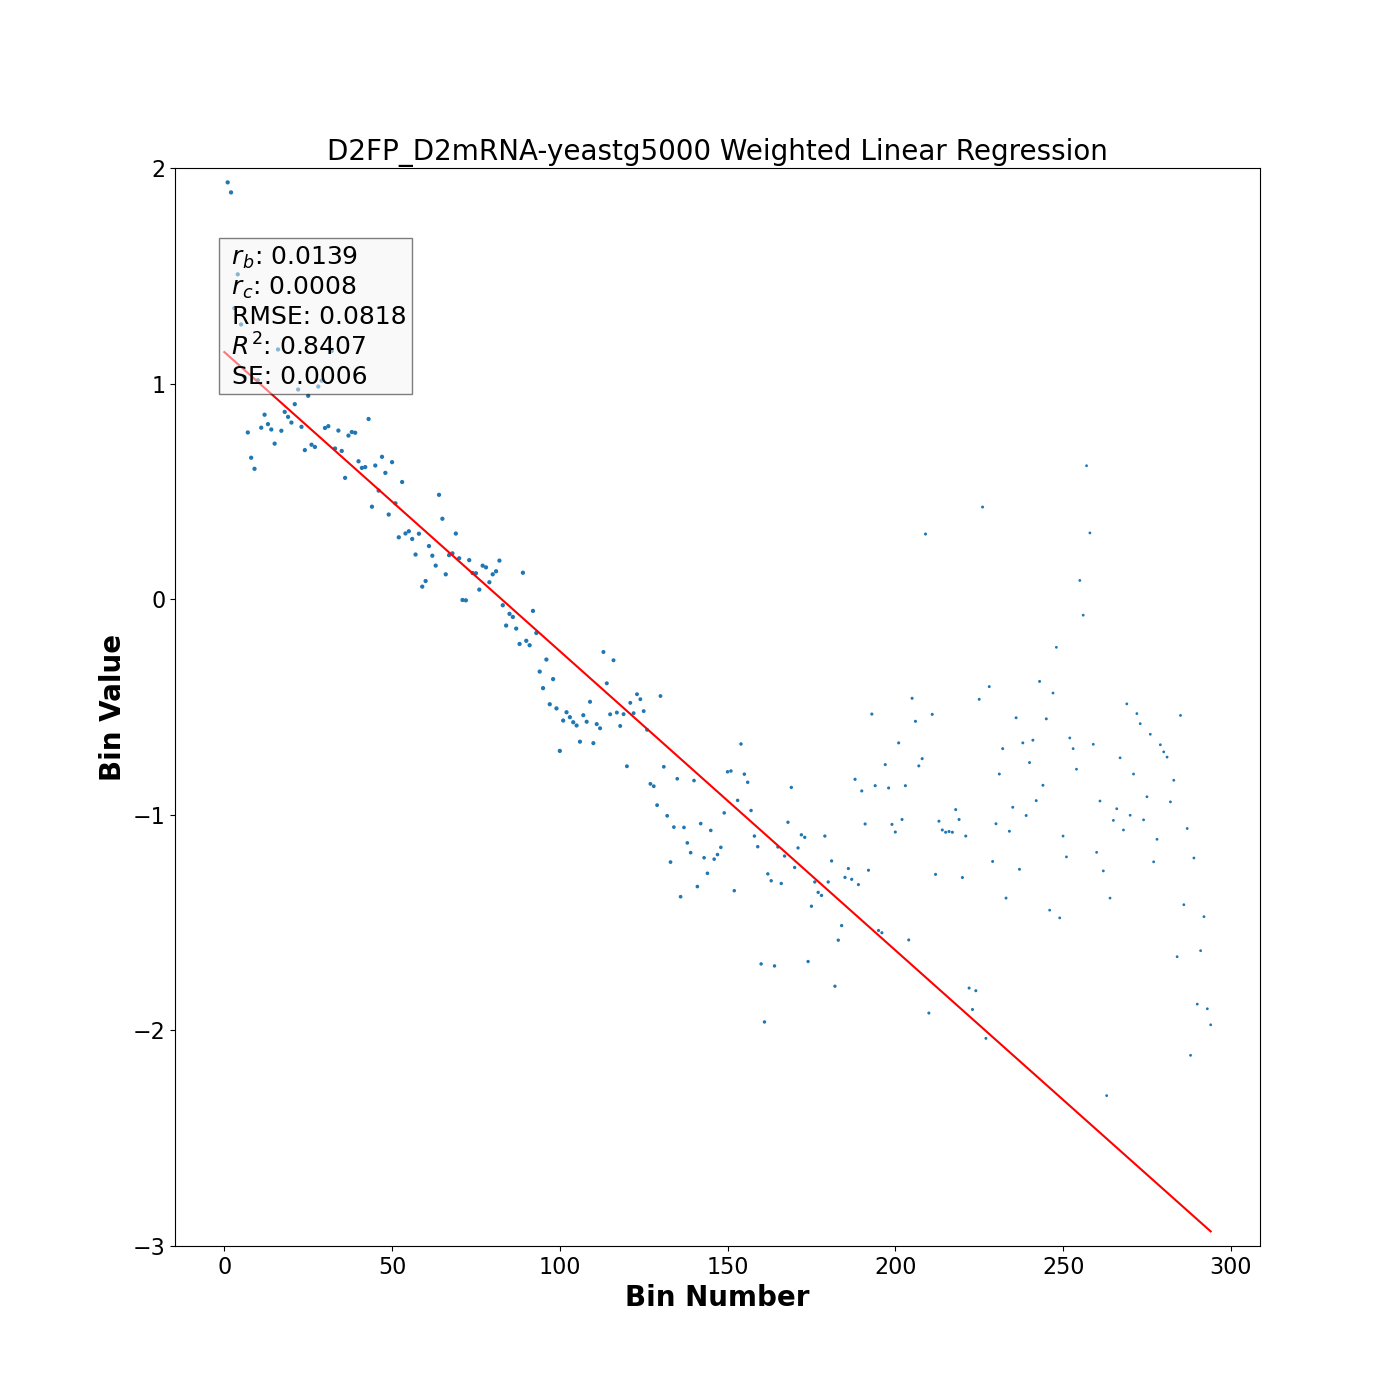 D2FP_D2mRNA-yeastg5000 Weighted Linear Regression
2
r_b: 0.0139
r_c: 0.0008
RMSE: 0.0818
R²: 0.8407
SE: 0.0006
1
0
−1
−2
−3
Bin Value
0 50 100 150 200 250 300
Bin Number